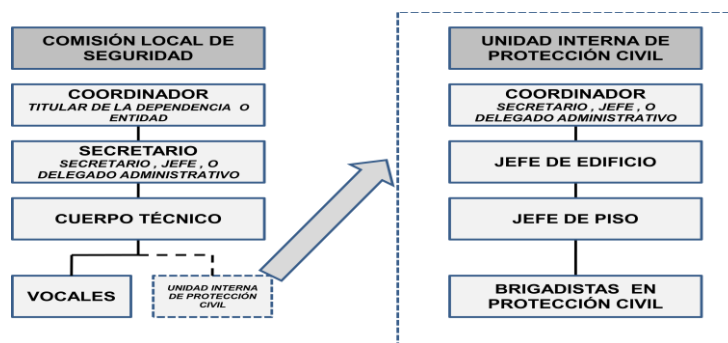 COMISIÓN LOCAL DE
SEGURIDAD
COORDINADOR
TITULAR DE LA DEPENDENCIA O
ENTIDAD
SECRETARIO
SECRETARIO , JEFE , O
DELEGADO ADMINISTRATIVO
CUERPO TÉCNICO
VOCALES
UNIDAD INTERNA
DE PROTECCIÓN
CIVIL
UNIDAD INTERNA DE
PROTECCIÓN CIVIL
COORDINADOR
SECRETARIO, JEFE , O
DELEGADO ADMINISTRATIVO
JEFE DE EDIFICIO
JEFE DE PISO
BRIGADISTAS EN
PROTECCIÓN CIVIL